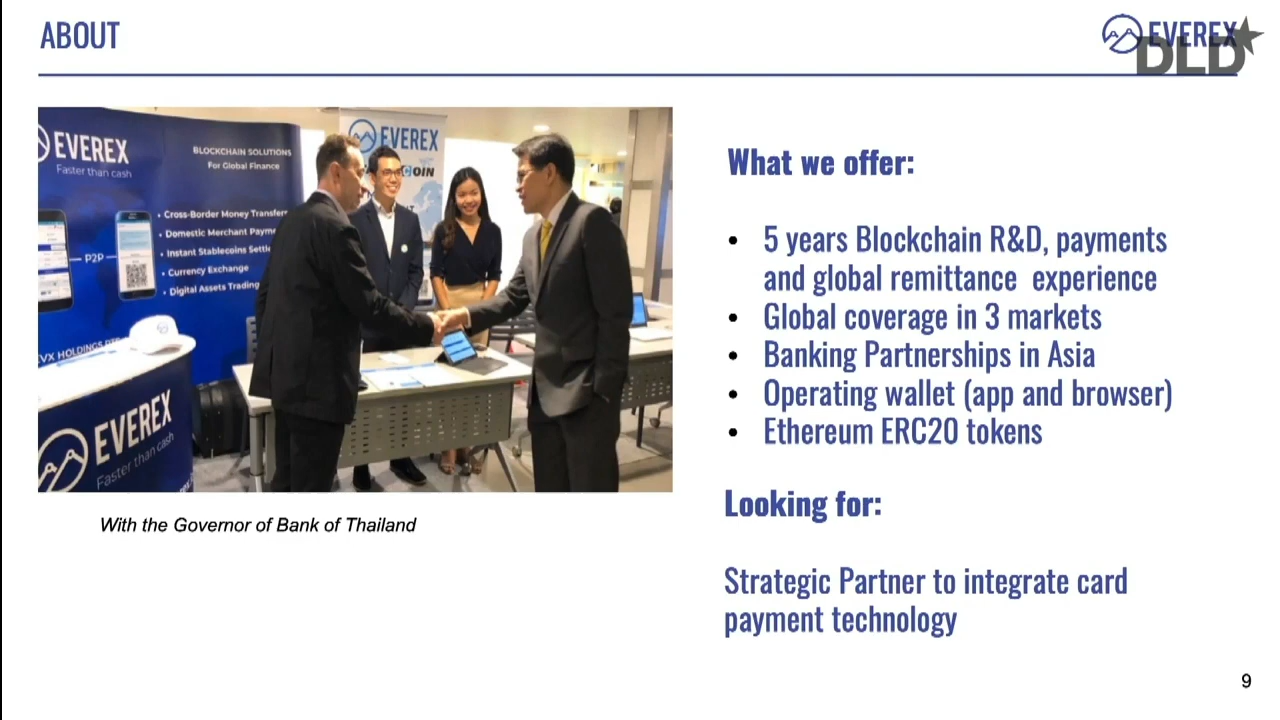 ABOUT
EVEREX
DLD
EVEREX
Faster than cash
BLOCKCHAIN SOLUTIONS
For Global Finance
• Cross-Border Money Transfers
• Domestic Merchant
• Instant Stablecoins
• Currency Exchange
• Digital Assets Trading
P2P
EVEREX
COIN
HOLDINGS
EVEREX
Faster than cash
With the Governor of Bank of Thailand
What we offer:
• 5 years Blockchain R&D, payments
and global remittance experience
• Global coverage in 3 markets
• Banking Partnerships in Asia
• Operating wallet (app and browser)
• Ethereum ERC20 tokens
Looking for:
Strategic Partner to integrate card
payment technology
9